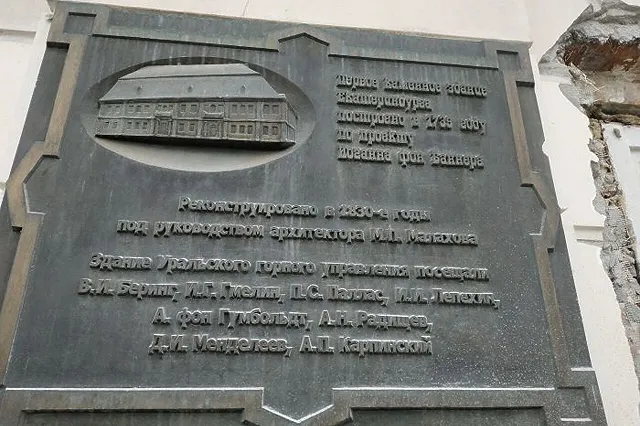 Первое каменное здание
Екатеринбурга
построено в 1739 году
по проекту
Иоганна фон Баннера
Реконструировано в 1830-е годы
под руководством архитектора М.П. Малахова
Здание Уральского горного управления посещали
В.И. Беринг, И.Г. Гмелин, П.С. Паллас, И.И. Лепехин,
А. фон Гумбольдт, А.Н. Радищев,
Д.И. Менделеев, А.П. Карпинский